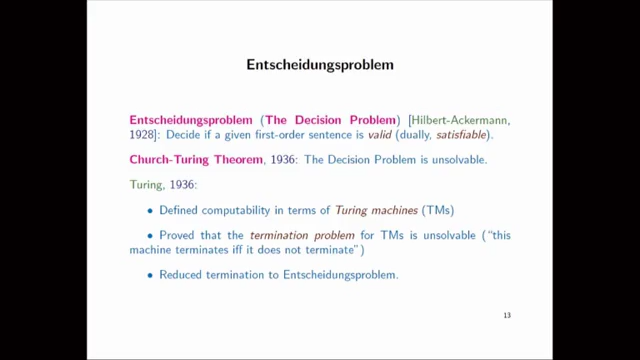 Entscheidungsproblem
Entscheidungsproblem (The Decision Problem) [Hilbert-Ackermann,
1928]: Decide if a given first-order sentence is valid (dually, satisfiable).
Church-Turing Theorem, 1936: The Decision Problem is unsolvable.
Turing, 1936:
• Defined computability in terms of Turing machines (TMs)
• Proved that the termination problem for TMs is unsolvable (“this
machine terminates iff it does not terminate”)
• Reduced termination to Entscheidungsproblem.
13